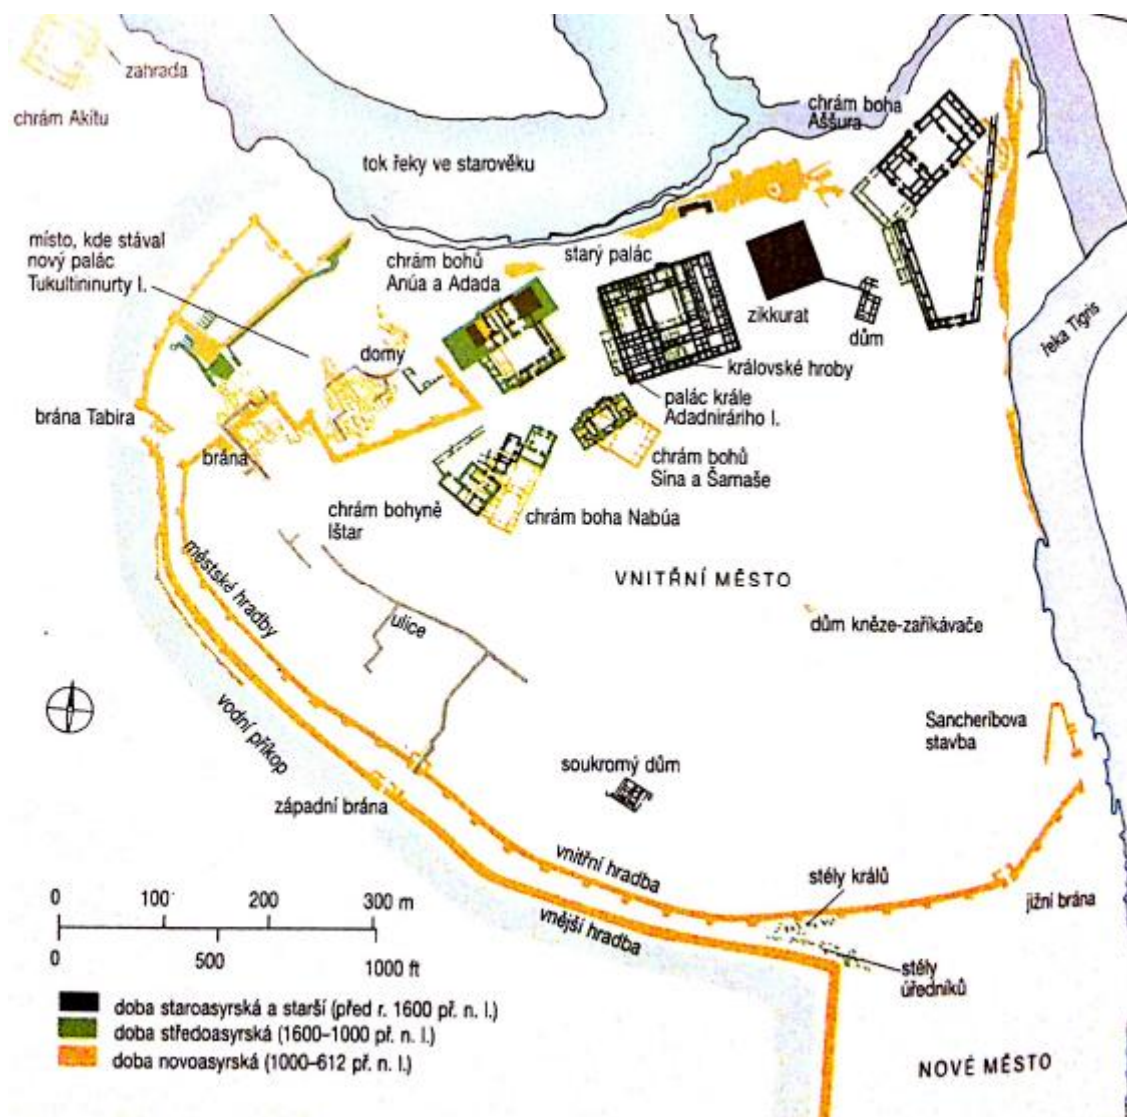 zahrada
chrám Akítu
chrám boha
Aššura
tok řeky ve starověku
místo, kde stával
nový palác
Tukultininurty I.
chrám bohů
Anúa a Adada
starý palác
zikkurat
dům
řeka Tigris
domy
královské hroby
palác krále
Adadniráriho I.
brána Tabira
brána
chrám bohů
Sína a Šamaše
chrám bohyně
Ištar
chrám boha Nabúa
VNITŘNÍ MĚSTO
městské hradby
ulice
dům kněze-zaříkávače
vodní příkop
Sancheribova
stavba
soukromý dům
západní brána
vnitřní hradba
stély králů
jižní brána
vnější hradba
stély
úředníků
0 100 200 300 m
0 500 1000 ft
doba staroasyrská a starší (před r. 1600 př. n. l.)
doba středoasyrská (1600–1000 př. n. l.)
doba novoasyrská (1000–612 př. n. l.)
NOVÉ MĚSTO